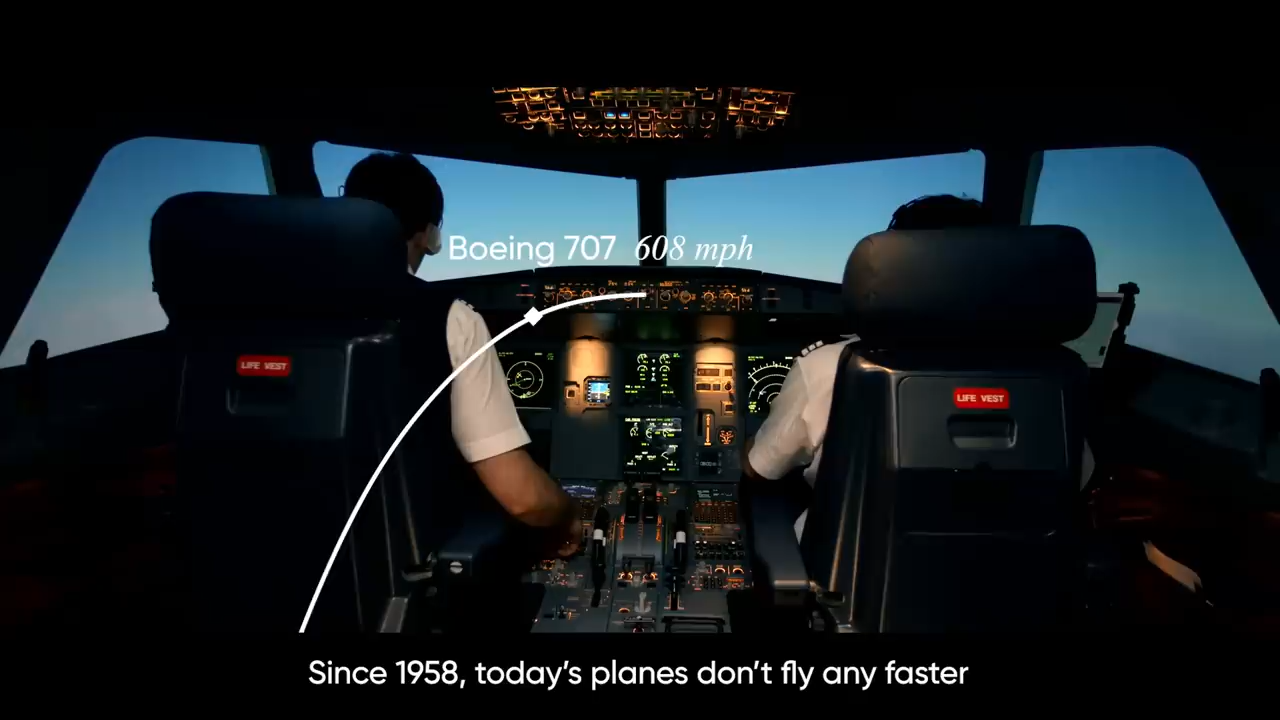 Boeing 707 608 mph
LIFE VEST
LIFE VEST
Since 1958, today's planes don't fly any faster